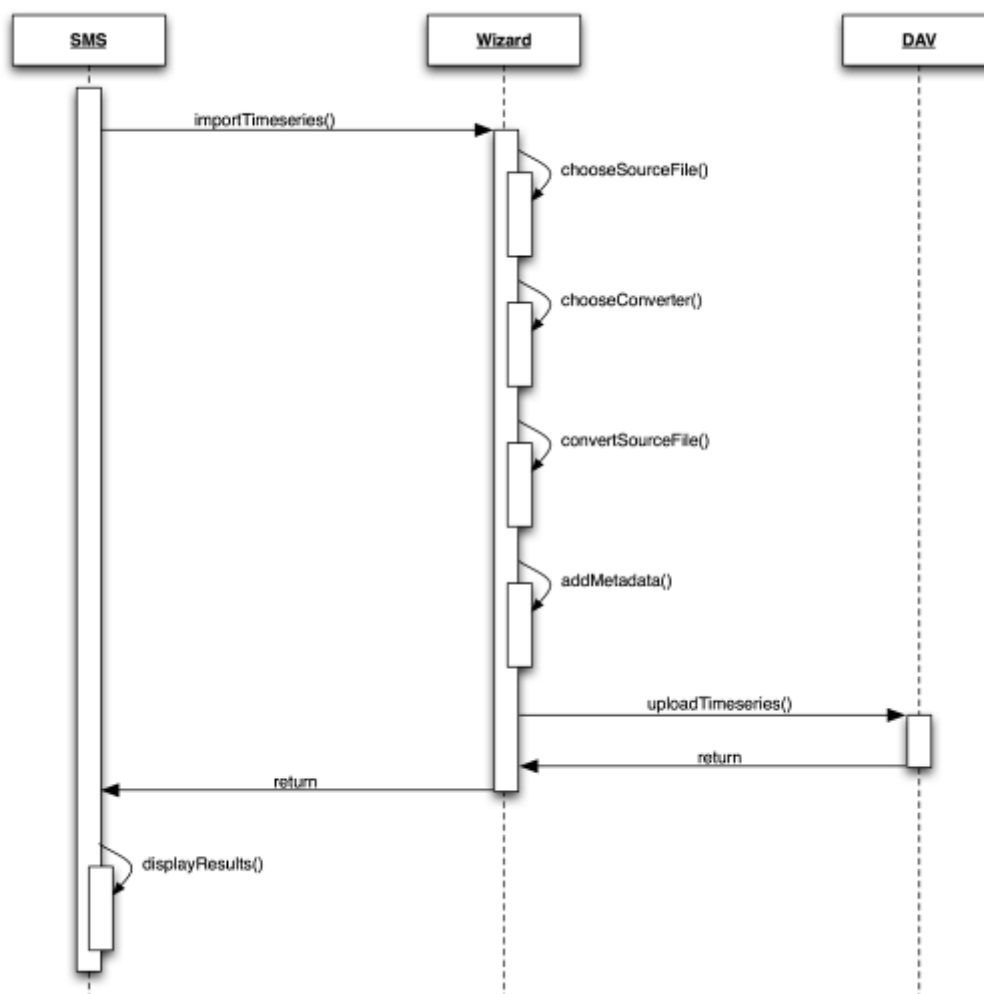 SMS
Wizard
DAV
importTimeseries()
chooseSourceFile()
chooseConverter()
convertSourceFile()
addMetadata()
uploadTimeseries()
return
return
displayResults()